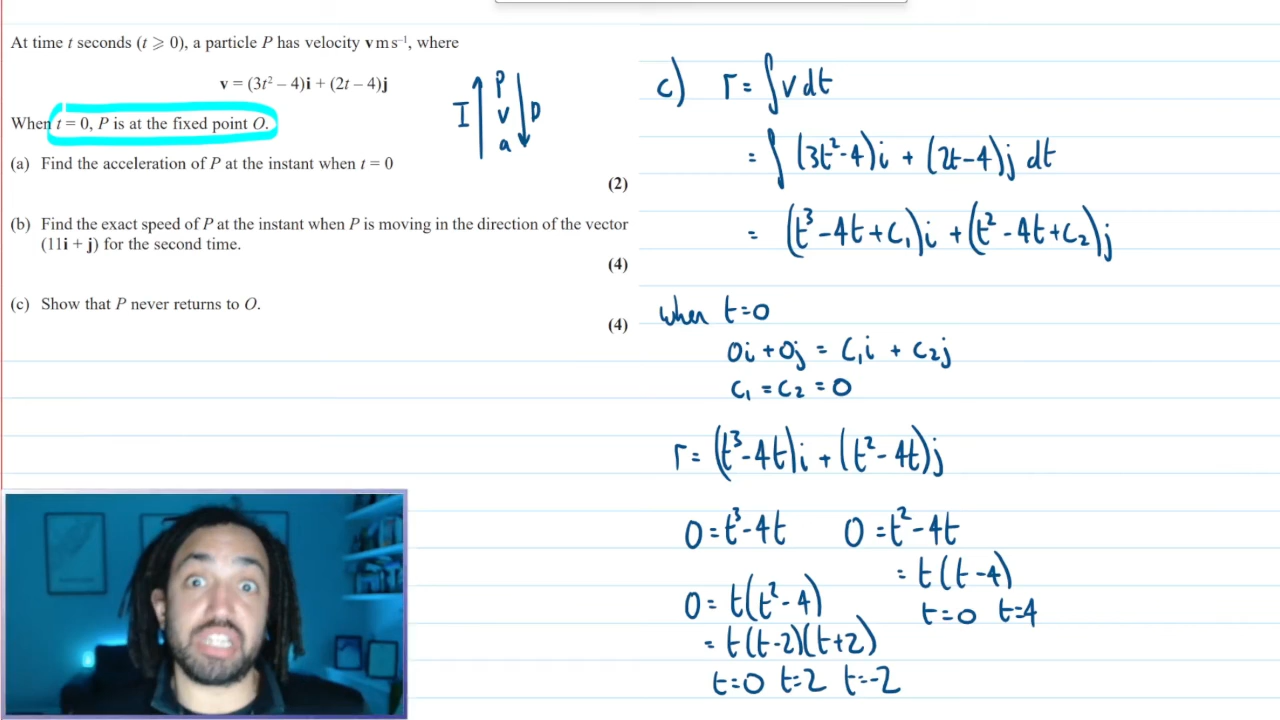 At time t seconds (t ⩾ 0), a particle P has velocity v m s⁻¹, where
v = (3t² – 4)i + (2t – 4)j
When t = 0, P is at the fixed point O.
(a) Find the acceleration of P at the instant when t = 0
(2)
(b) Find the exact speed of P at the instant when P is moving in the direction of the vector
(11i + j) for the second time.
(4)
(c) Show that P never returns to O.
(4)
P
I v D
a
c) r = ∫v dt
= ∫ (3t²-4)i + (2t-4)j dt
= (t³-4t+c₁)i + (t²-4t+c₂)j
when t=0
0i + 0j = c₁i + c₂j
c₁ = c₂ = 0
r = (t³-4t)i + (t²-4t)j
0 = t³-4t 0 = t²-4t
= t(t-4)
t=0 t=4
0 = t(t²-4)
= t(t-2)(t+2)
t=0 t=2 t=-2